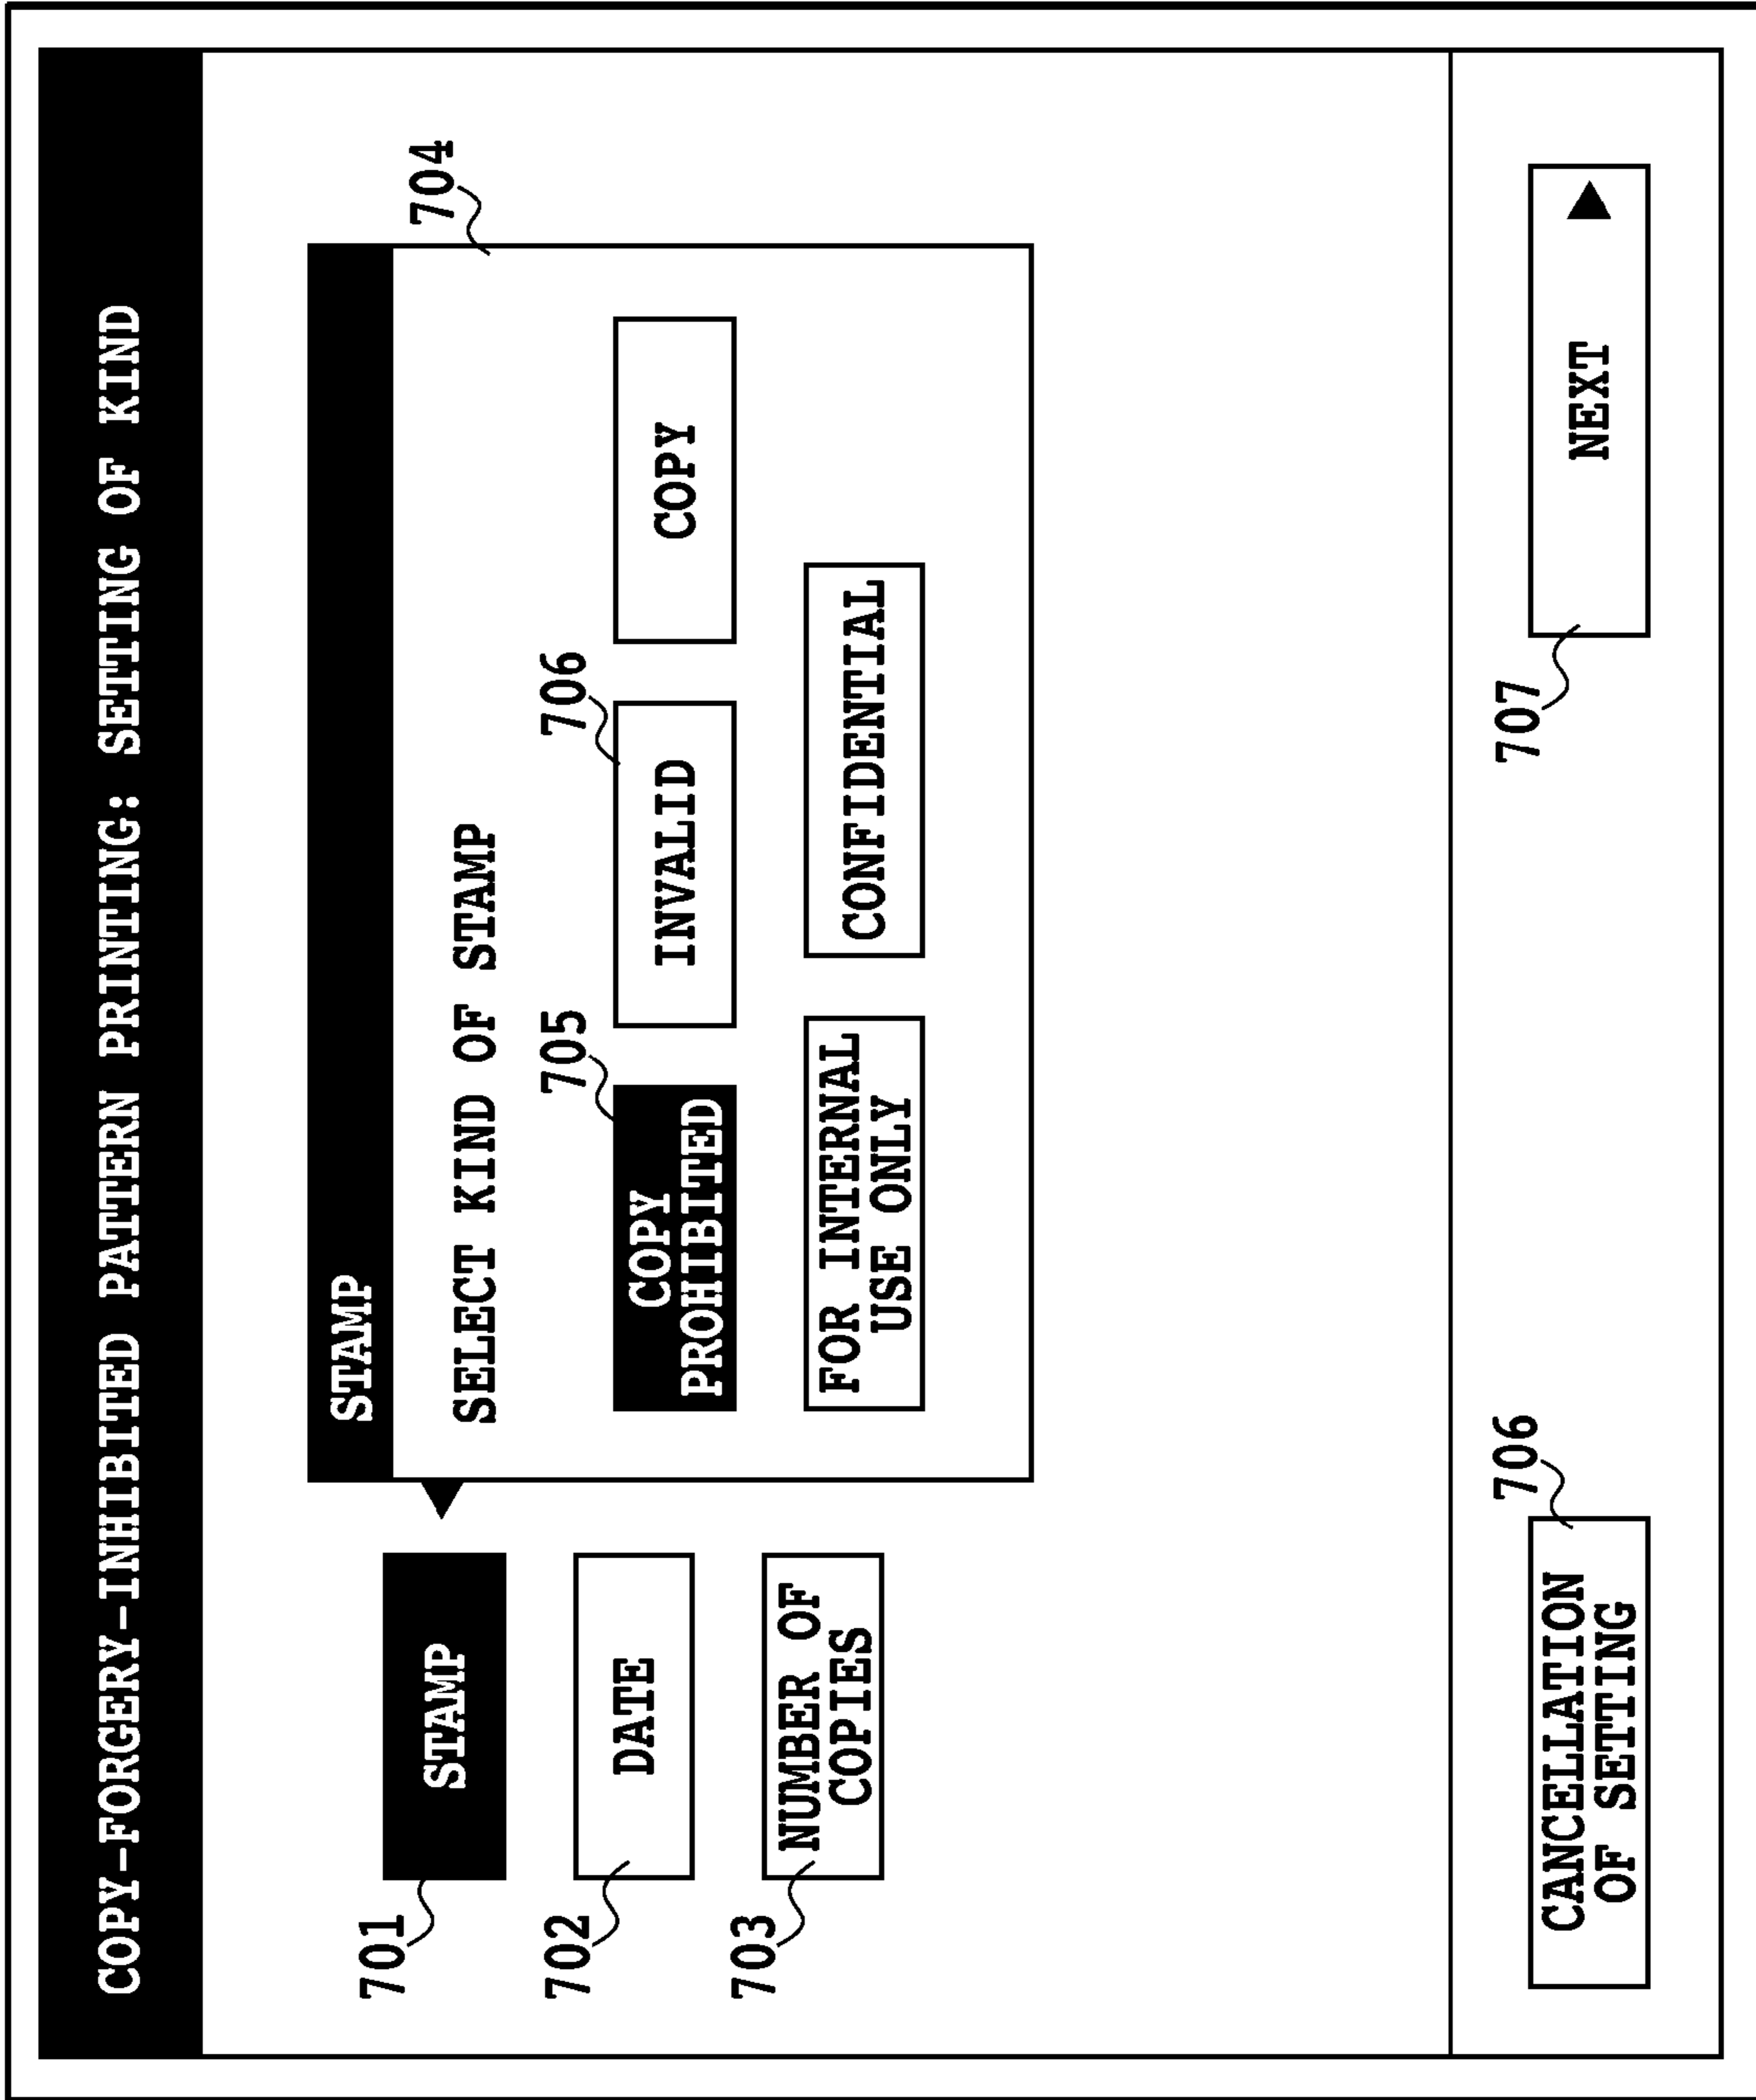 COPY-FORGERY-INHIBITED PATTERN PRINTING: SETTING OF KIND
701
STAMP
702
DATE
703
NUMBER OF
COPIES
704
STAMP
SELECT KIND OF STAMP
705
COPY
PROHIBITED
706
INVALID
COPY
FOR INTERNAL
USE ONLY
CONFIDENTIAL
706
CANCELLATION
OF SETTING
707
NEXT